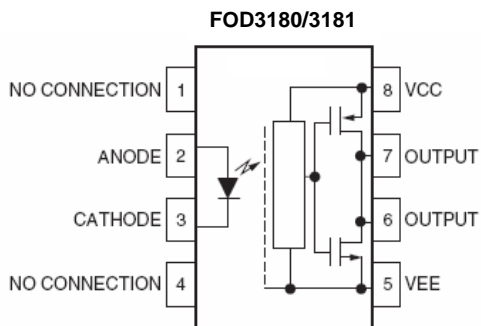 FOD3180/3181
NO CONNECTION 1
8 VCC
ANODE 2
7 OUTPUT
CATHODE 3
6 OUTPUT
NO CONNECTION 4
5 VEE